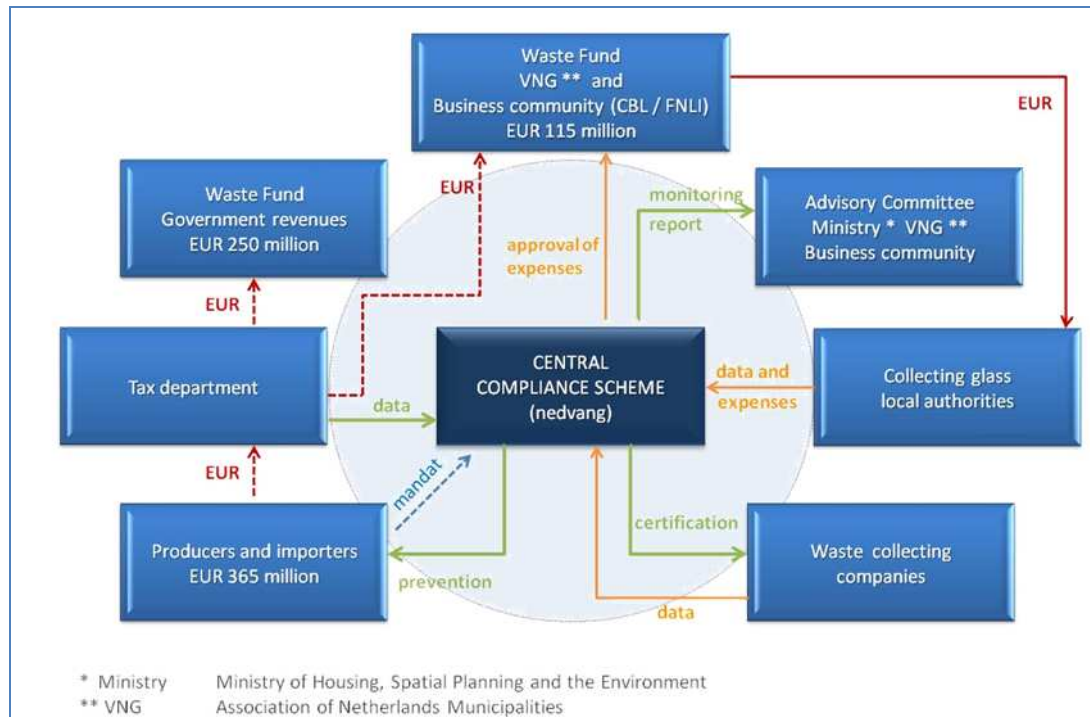 Waste Fund
VNG ** and
Business community (CBL / FNLI)
EUR 115 million
EUR
Waste Fund
Government revenues
EUR 250 million
EUR
monitoring
report
Advisory Committee
Ministry * VNG **
Business community
approval of
expenses
EUR
Tax department
data
CENTRAL
COMPLIANCE SCHEME
(nedvang)
data and
expenses
Collecting glass
local authorities
EUR
mandat
Producers and importers
EUR 365 million
prevention
certification
Waste collecting
companies
data
* Ministry Ministry of Housing, Spatial Planning and the Environment
** VNG Association of Netherlands Municipalities